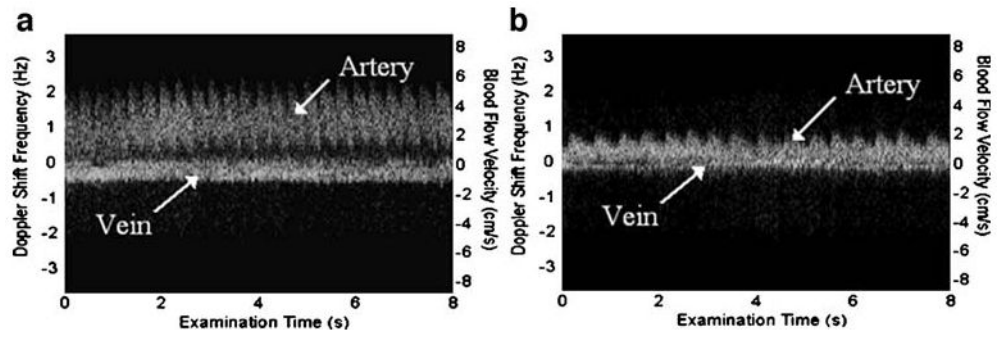 a
Doppler Shift Frequency (Hz)
3
2
1
0
-1
-2
-3
Artery
Vein
8
6
4
2
0
-2
-4
-6
-8
Blood Flow Velocity (cm/s)
0 2 4 6 8
Examination Time (s)
b
Doppler Shift Frequency (Hz)
3
2
1
0
-1
-2
-3
Artery
Vein
8
6
4
2
0
-2
-4
-6
-8
Blood Flow Velocity (cm/s)
0 2 4 6 8
Examination Time (s)